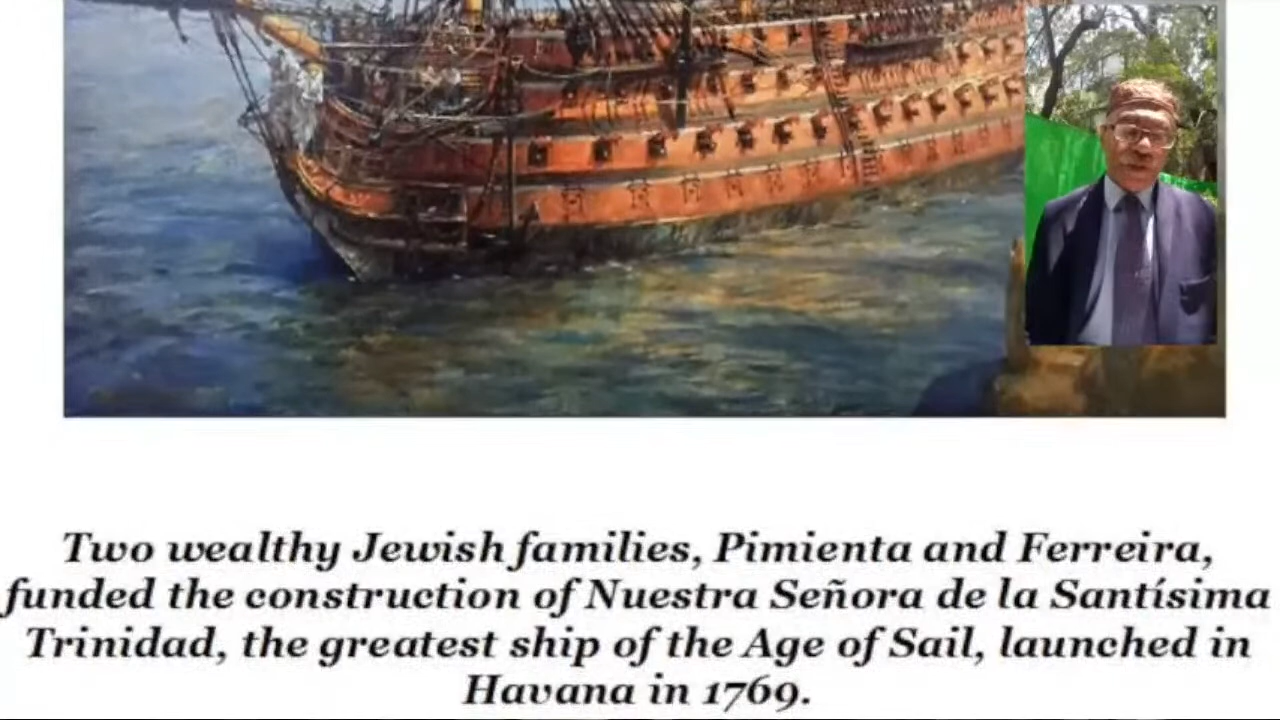 Two wealthy Jewish families, Pimienta and Ferreira,
funded the construction of Nuestra Señora de la Santísima
Trinidad, the greatest ship of the Age of Sail, launched in
Havana in 1769.